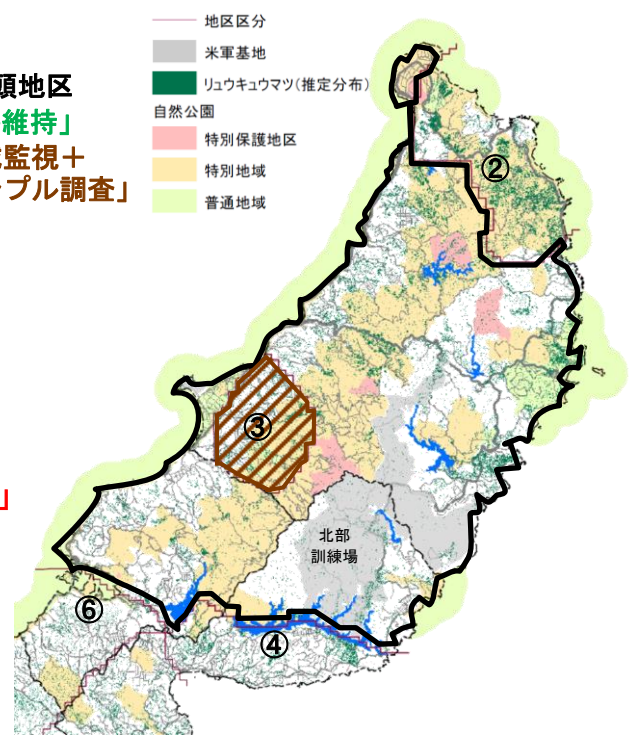 地区区分
米軍基地
リュウキュウマツ(推定分布)
自然公園
特別保護地区
特別地域
普通地域
頭地区
維持」
監視＋
プル調査」
」
②
③
北部
訓練場
⑥
④